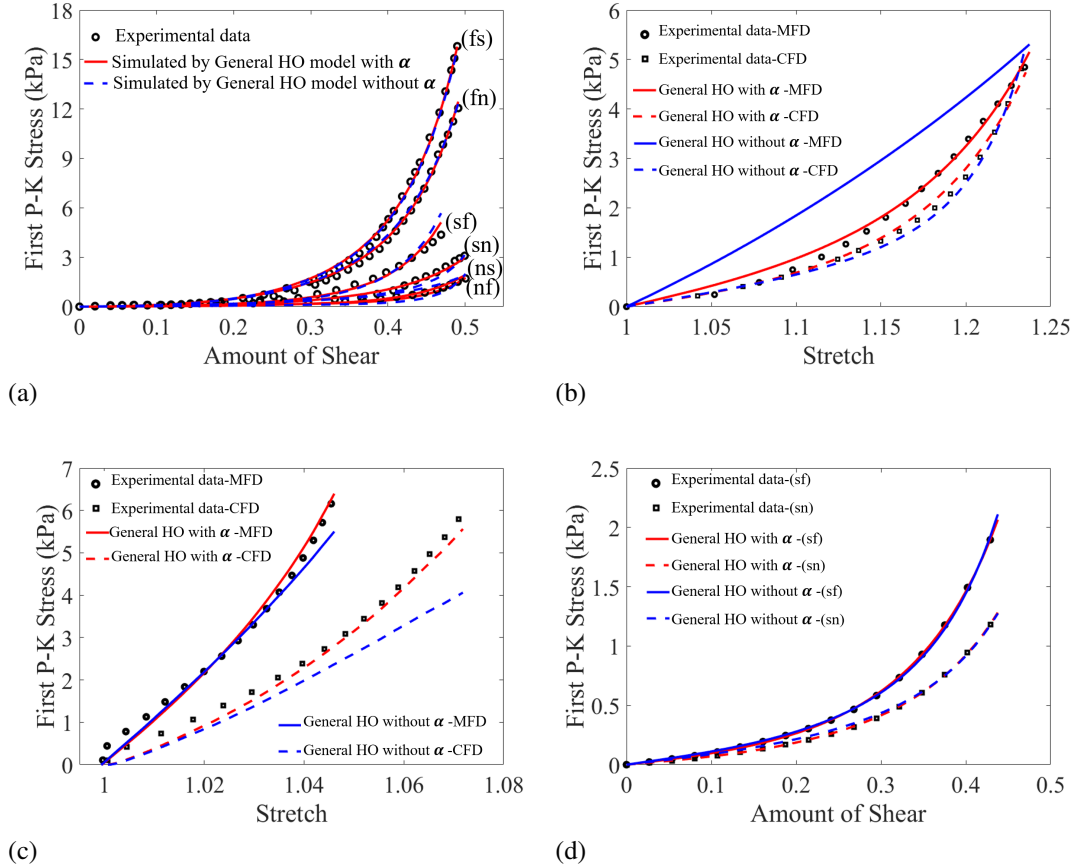 First P-K Stress (kPa)
18
15
12
9
6
3
0
Experimental data
Simulated by General HO model with α
Simulated by General HO model without α
(fs)
(fn)
(sf)
(sn)
(ns)
(nf)
0 0.1 0.2 0.3 0.4 0.5
Amount of Shear
(a)
First P-K Stress (kPa)
6
5
4
3
2
1
0
Experimental data-MFD
Experimental data-CFD
General HO with α -MFD
General HO with α -CFD
General HO without α -MFD
General HO without α -CFD
1 1.05 1.1 1.15 1.2 1.25
Stretch
(b)
First P-K Stress (kPa)
7
6
5
4
3
2
1
0
Experimental data-MFD
Experimental data-CFD
General HO with α -MFD
General HO with α -CFD
General HO without α -MFD
General HO without α -CFD
1 1.02 1.04 1.06 1.08
Stretch
(c)
First P-K Stress (kPa)
2.5
2
1.5
1
0.5
0
Experimental data-(sf)
Experimental data-(sn)
General HO with α -(sf)
General HO with α -(sn)
General HO without α -(sf)
General HO without α -(sn)
0 0.1 0.2 0.3 0.4 0.5
Amount of Shear
(d)